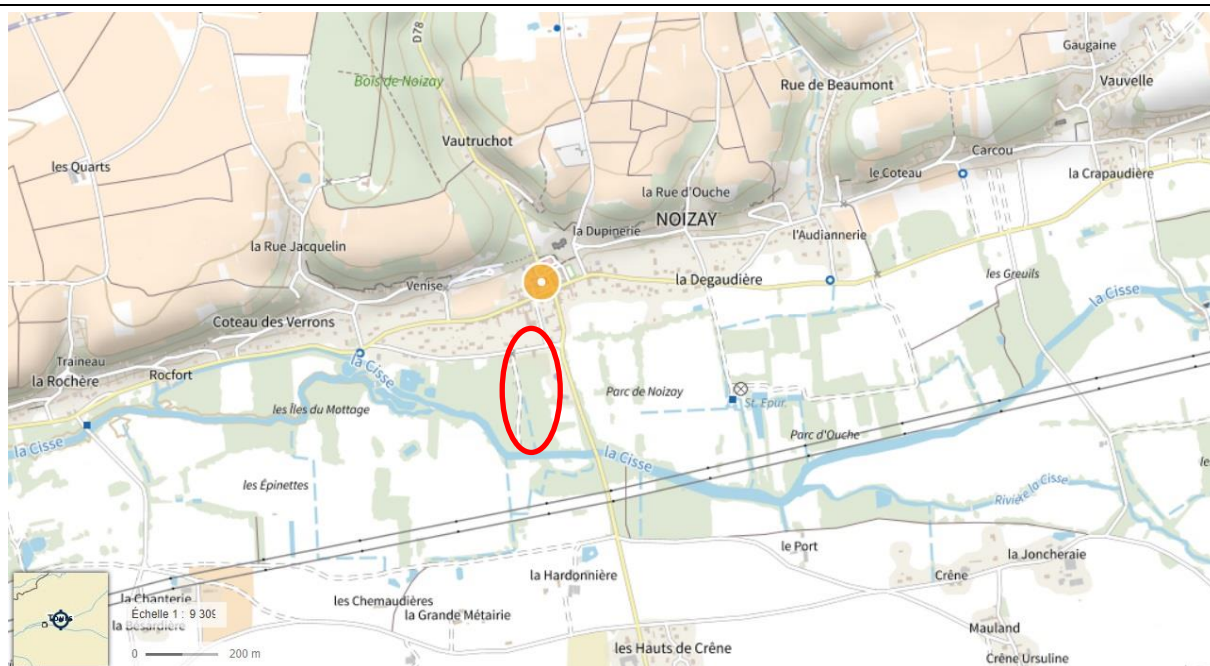 D78
Gaugaine
Vauvelle
Bois de Noizay
Rue de Beaumont
Vautruchot
Carcou
les Quarts
le Coteau
la Crapaudière
la Rue d'Ouche
NOIZAY
la Dupinerie
l'Audiannerie
la Rue Jacquelin
les Greuils
la Degaudière
Venise
la Cisse
Coteau des Verrons
Traineau
la Rochère
Rocfort
la Cisse
Parc de Noizay
St. Epur.
les Îles du Mottage
Parc d'Ouche
la Cisse
la Cisse
les Épinettes
Rivière la Cisse
le Port
la Joncheraie
la Hardonnière
Crêne
la Chanterie
les Chemaudières
Échelle 1 : 9 309
la Grande Métairie
Tours
la Bésardière
Mauland
0
200 m
les Hauts de Crêne
Crêne Ursuline